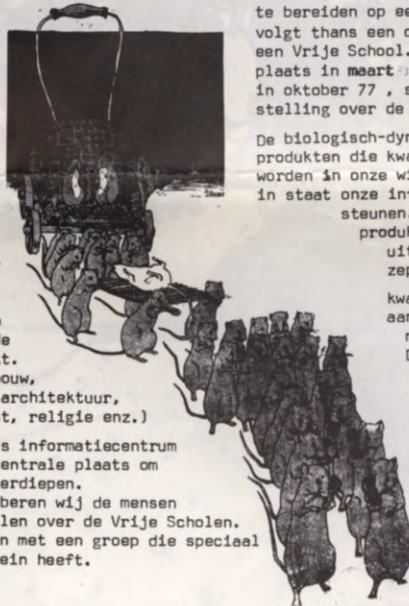 de
t.
ouw,
architektuur,
t, religie enz.)
s informatiecentrum
entrale plaats om
erdiepen.
beren wij de mensen
len over de Vrije Scholen.
n met een groep die speciaal
ein heeft.
te bereiden op ee
volgt thans een c
een Vrije School.
plaats in maart
in oktober 77 , s
stelling over de
De biologisch-dyn
produkten die kwa
worden in onze wi
in staat onze int
steunen.
produk
uit
zep
kwa
aan